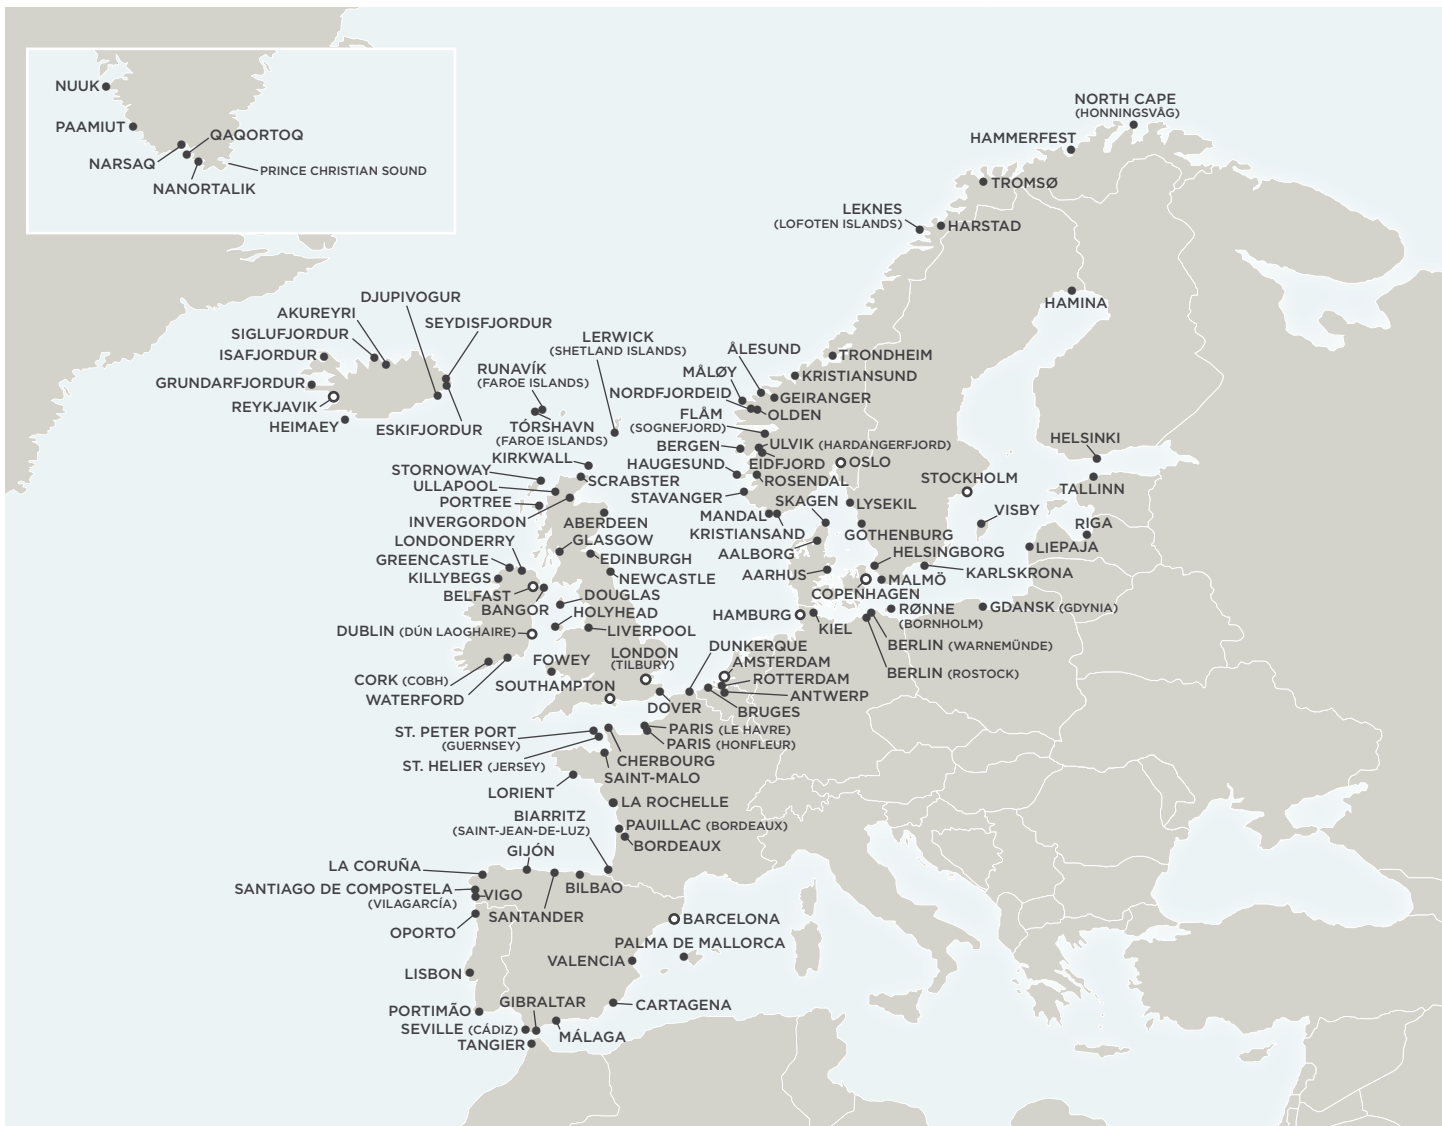 NUUK
PAAMIUT
QAQORTOQ
NARSAQ
PRINCE CHRISTIAN SOUND
NANORTALIK
NORTH CAPE
(HONNINGSVÅG)
HAMMERFEST
TROMSØ
LEKNES
(LOFOTEN ISLANDS)
HARSTAD
HAMINA
DJUPIVOGUR
AKUREYRI
SEYDISFJORDUR
SIGLUFJORDUR
ISAFJORDUR
GRUNDARFJORDUR
REYKJAVIK
HEIMAEY
ESKIFJORDUR
LERWICK
(SHETLAND ISLANDS)
RUNAVÍK
(FAROE ISLANDS)
TÓRSHAVN
(FAROE ISLANDS)
ÅLESUND
TRONDHEIM
MÅLØY
KRISTIANSUND
NORDFJORDEID
GEIRANGER
OLDEN
FLÅM
(SOGNEFJORD)
BERGEN
ULVIK (HARDANGERFJORD)
HAUGESUND
EIDFJORD
OSLO
ROSENDAL
STAVANGER
SKAGEN
LYSEKIL
MANDAL
KRISTIANSAND
GOTHENBURG
AALBORG
HELSINGBORG
AARHUS
MALMÖ
KARLSKRONA
COPENHAGEN
STOCKHOLM
VISBY
HELSINKI
TALLINN
RIGA
LIEPAJA
KIRKWALL
STORNOWAY
SCRABSTER
ULLAPOOL
PORTREE
INVERGORDON
ABERDEEN
LONDONDERRY
GLASGOW
GREENCASTLE
EDINBURGH
KILLYBEGS
NEWCASTLE
BELFAST
DOUGLAS
BANGOR
HOLYHEAD
DUBLIN (DÚN LAOGHAIRE)
LIVERPOOL
HAMBURG
KIEL
RØNNE
(BORNHOLM)
GDANSK (GDYNIA)
BERLIN (WARNEMÜNDE)
BERLIN (ROSTOCK)
DUNKERQUE
LONDON
(TILBURY)
FOWEY
AMSTERDAM
ROTTERDAM
CORK (COBH)
SOUTHAMPTON
ANTWERP
WATERFORD
DOVER
BRUGES
ST. PETER PORT
(GUERNSEY)
PARIS (LE HAVRE)
PARIS (HONFLEUR)
ST. HELIER (JERSEY)
CHERBOURG
SAINT-MALO
LORIENT
LA ROCHELLE
BIARRITZ
(SAINT-JEAN-DE-LUZ)
PAUILLAC (BORDEAUX)
BORDEAUX
GIJÓN
LA CORUÑA
SANTIAGO DE COMPOSTELA
(VILAGARCÍA)
VIGO
BILBAO
SANTANDER
OPORTO
BARCELONA
PALMA DE MALLORCA
VALENCIA
LISBON
GIBRALTAR
CARTAGENA
PORTIMÃO
SEVILLE (CÁDIZ)
MÁLAGA
TANGIER